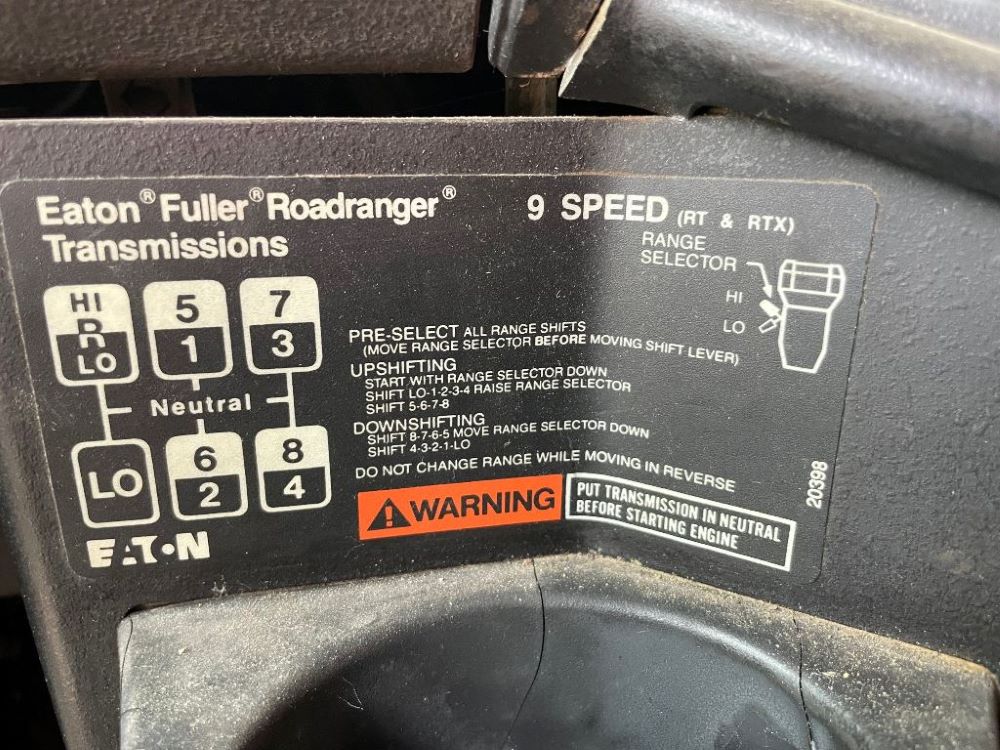 Eaton® Fuller® Roadranger®
Transmissions
9 SPEED (RT & RTX)
RANGE
SELECTOR
HI
LO
HI
R
LO
5
1
7
3
Neutral
LO
6
2
8
4
PRE-SELECT ALL RANGE SHIFTS
(MOVE RANGE SELECTOR BEFORE MOVING SHIFT LEVER)
UPSHIFTING
START WITH RANGE SELECTOR DOWN
SHIFT LO-1-2-3-4 RAISE RANGE SELECTOR
SHIFT 5-6-7-8
DOWNSHIFTING
SHIFT 8-7-6-5 MOVE RANGE SELECTOR DOWN
SHIFT 4-3-2-1-LO
DO NOT CHANGE RANGE WHILE MOVING IN REVERSE
WARNING
PUT TRANSMISSION IN NEUTRAL
BEFORE STARTING ENGINE
20398
EATON